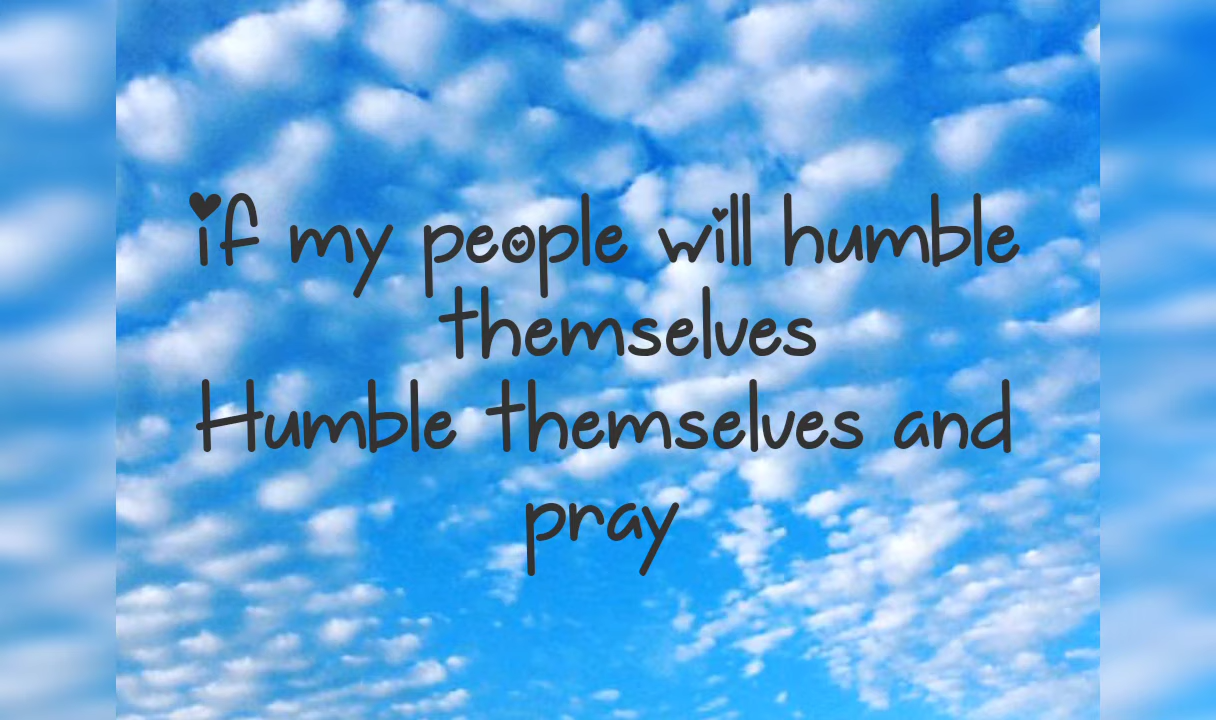 if my people will humble
themselves
Humble themselves and
pray